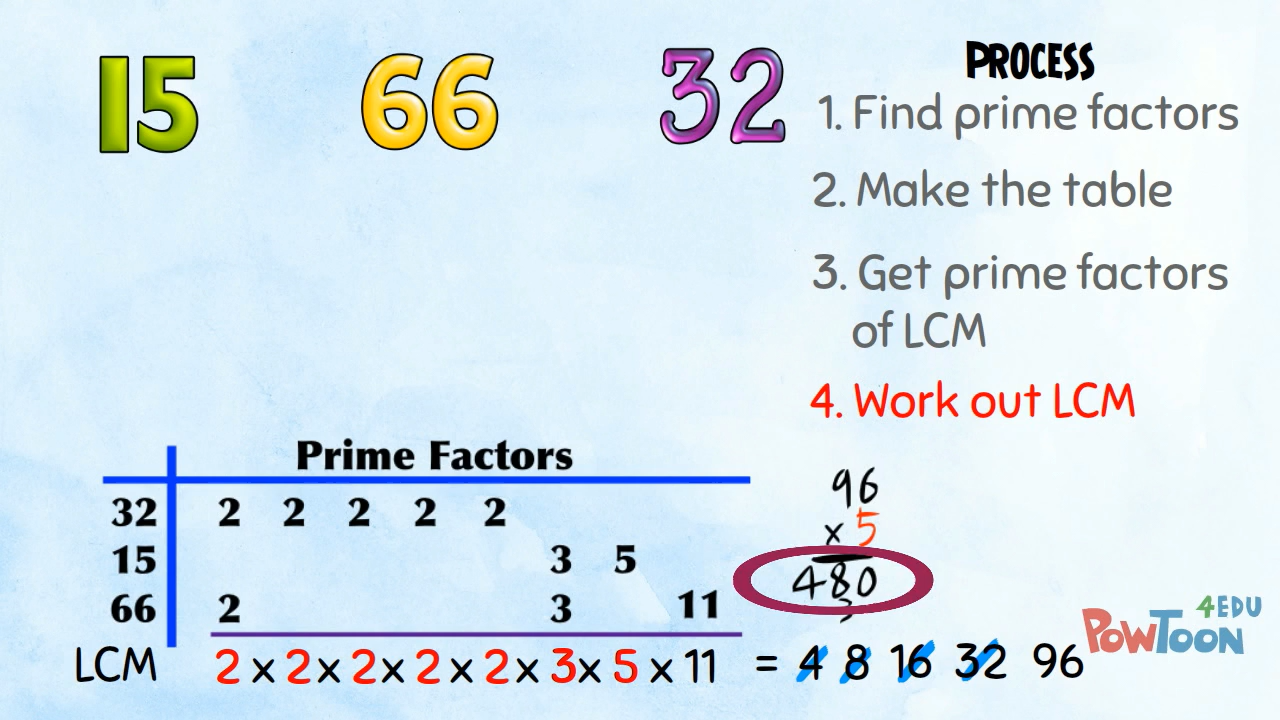 15 66 32
PROCESS
1. Find prime factors
2. Make the table
3. Get prime factors
of LCM
4. Work out LCM
Prime Factors
32 2 2 2 2 2
15 3 5
66 2 3 11
96
x 5
480
3
LCM 2 x 2 x 2 x 2 x 2 x 3 x 5 x 11 = 4 8 16 32 96
4EDU
POWTOON